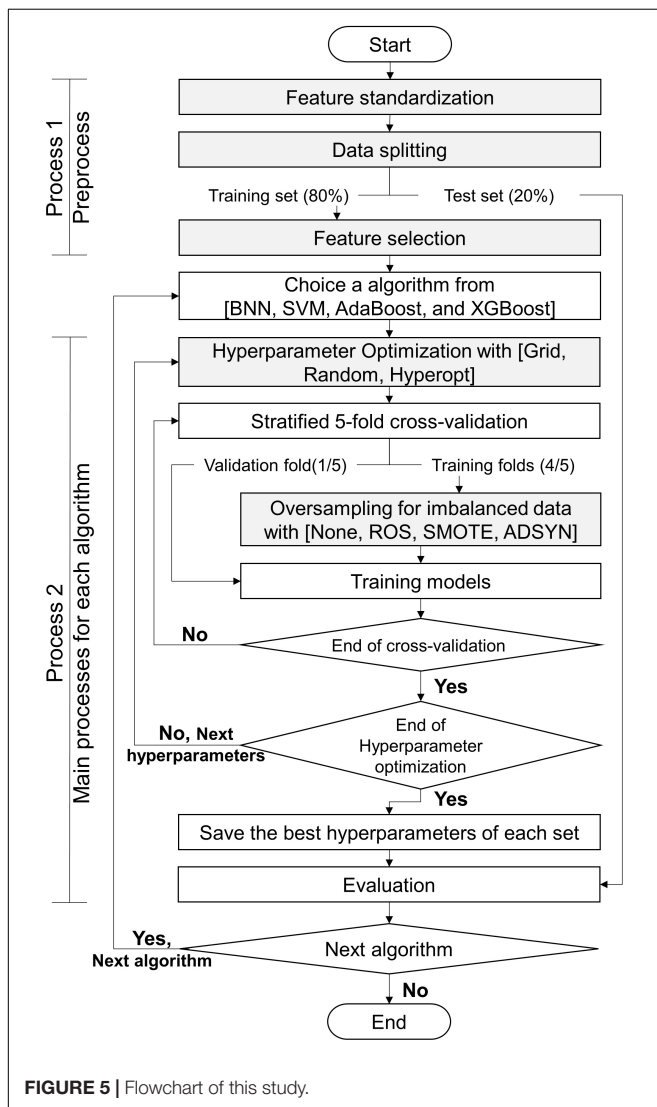 Start
Process 1
Preprocess
Feature standardization
Data splitting
Training set (80%)
Test set (20%)
Feature selection
Choice a algorithm from
[BNN, SVM, AdaBoost, and XGBoost]
Process 2
Main processes for each algorithm
Hyperparameter Optimization with [Grid,
Random, Hyperopt]
Stratified 5-fold cross-validation
Validation fold(1/5)
Training folds (4/5)
Oversampling for imbalanced data
with [None, ROS, SMOTE, ADSYN]
Training models
No
End of cross-validation
Yes
No, Next
hyperparameters
End of
Hyperparameter
optimization
Yes
Save the best hyperparameters of each set
Evaluation
Yes,
Next algorithm
Next algorithm
No
End
FIGURE 5 | Flowchart of this study.